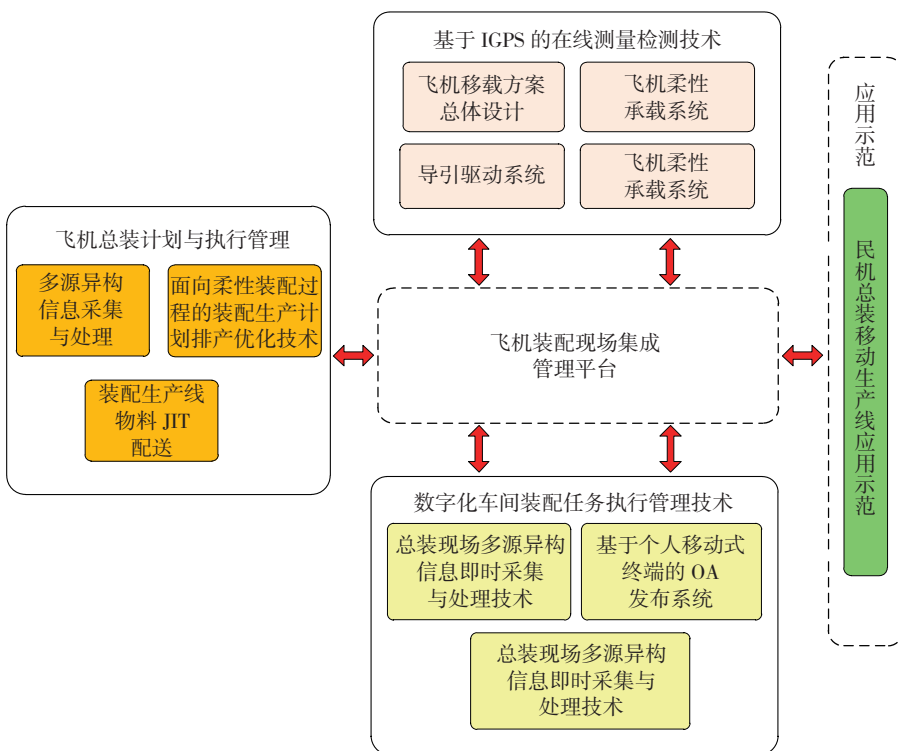 基于 IGPS 的在线测量检测技术
飞机移载方案
总体设计
飞机柔性
承载系统
导引驱动系统
飞机柔性
承载系统
飞机总装计划与执行管理
多源异构
信息采集
与处理
面向柔性装配过
程的装配生产计
划排产优化技术
装配生产线
物料 JIT
配送
飞机装配现场集成
管理平台
数字化车间装配任务执行管理技术
总装现场多源异构
信息即时采集
与处理技术
基于个人移动式
终端的 OA
发布系统
总装现场多源异构
信息即时采集与
处理技术
应用示范
民机总装移动生产线应用示范